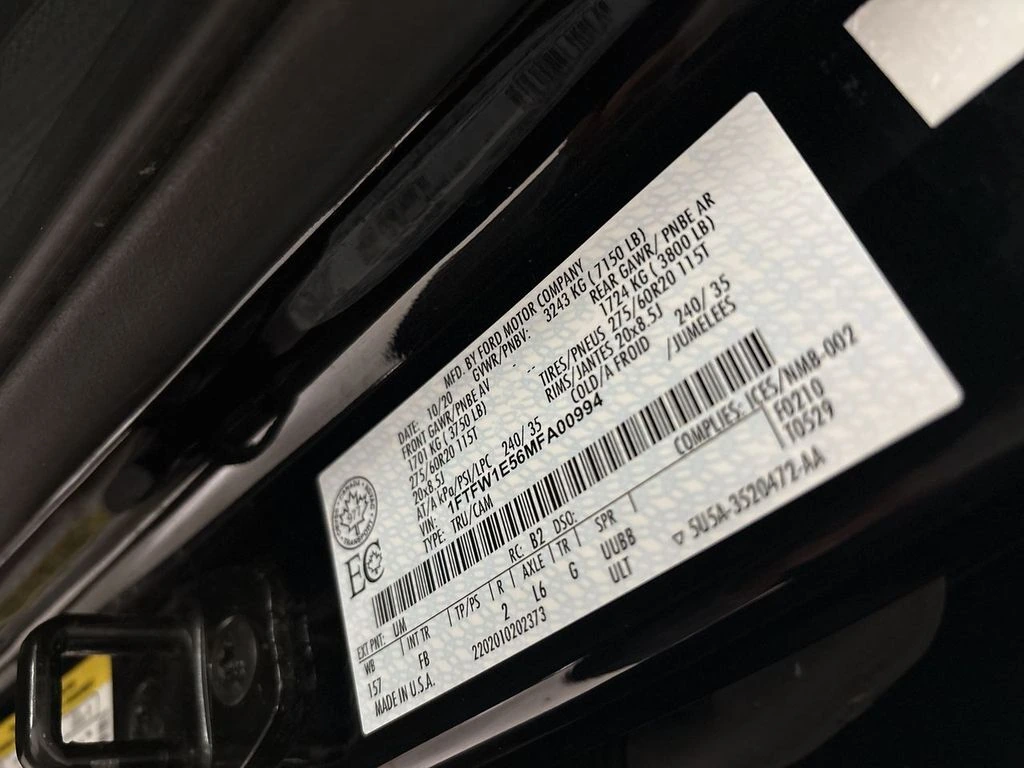 MFD. BY FORD MOTOR COMPANY
DATE: 10/20 GVWR/PNBV: 3243 KG ( 7150 LB)
FRONT GAWR/PNBE AV REAR GAWR/ PNBE AR
1701 KG ( 3750 LB) 1724 KG ( 3800 LB)
275/60R20 115T TIRES/PNEUS 275/60R20 115T
20x8.5J RIMS/JANTES 20x8.5J
AT/A kPa/PSI/LPC 240/ 35 COLD/A FROID 240/ 35
VIN: 1FTFW1E56MFA00994 /JUMELEES
TYPE: TRU/CAM
CANADA
TRANSPORT
EC
COMPLIES: ICES/NMB-002
EXT PNT: UM RC: B2 DSO: F0210
T0529
WB INT TR TP/PS R AXLE TR SPR
157 FB 2 L6 G UUBB
2202010202373 ULT
MADE IN U.S.A. ▽ 5U5A-3520472-AA